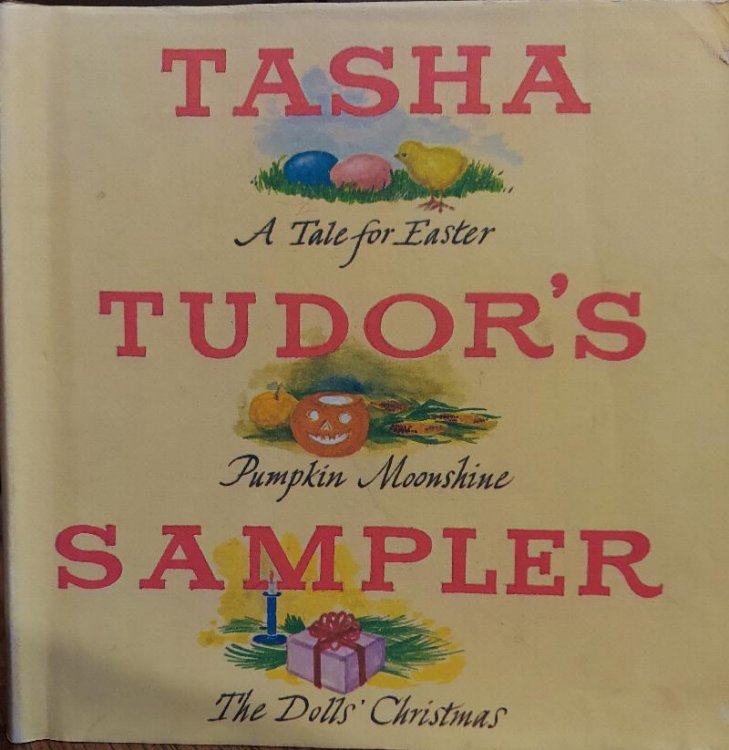 TASHA
A Tale for Easter
TUDOR'S
Pumpkin Moonshine
SAMPLER
The Dolls' Christmas